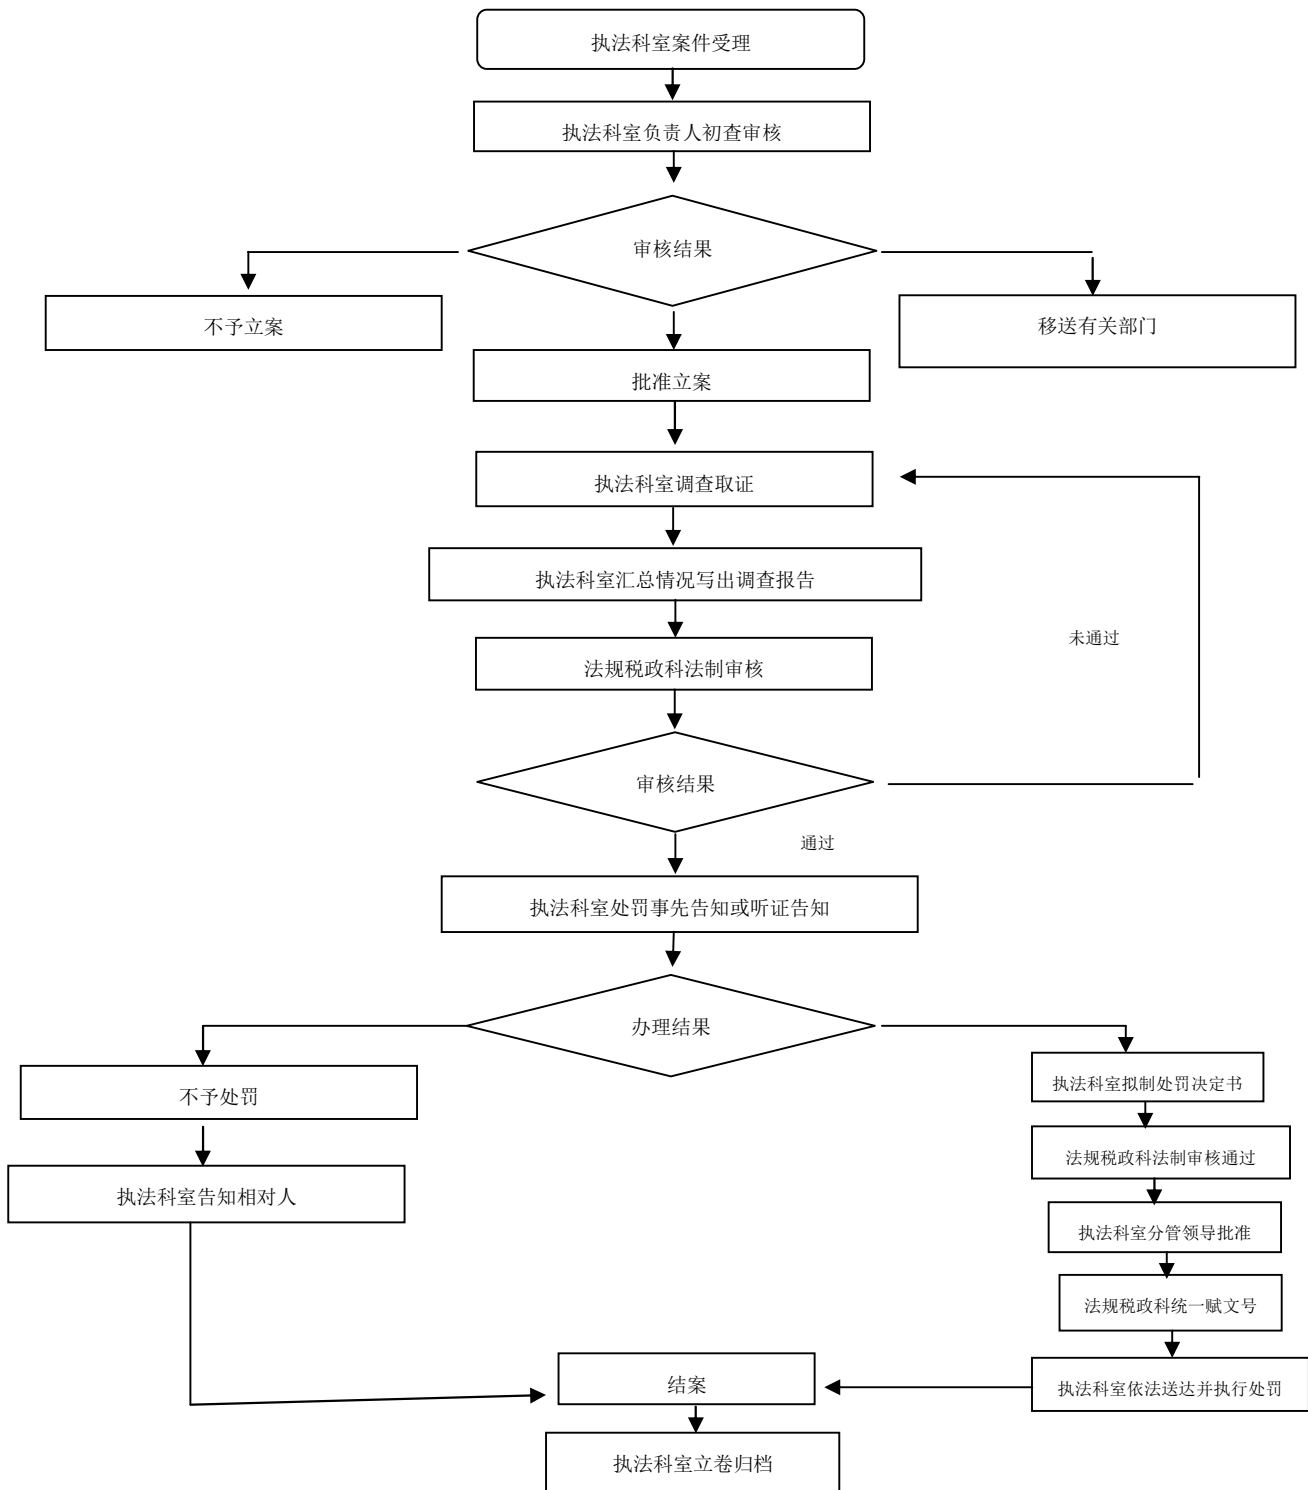 执法科室案件受理
执法科室负责人初查审核
审核结果
不予立案
移送有关部门
批准立案
执法科室调查取证
执法科室汇总情况写出调查报告
未通过
法规税政科法制审核
审核结果
通过
执法科室处罚事先告知或听证告知
办理结果
不予处罚
执法科室拟制处罚决定书
法规税政科法制审核通过
执法科室告知相对人
执法科室分管领导批准
法规税政科统一赋文号
结案
执法科室依法送达并执行处罚
执法科室立卷归档